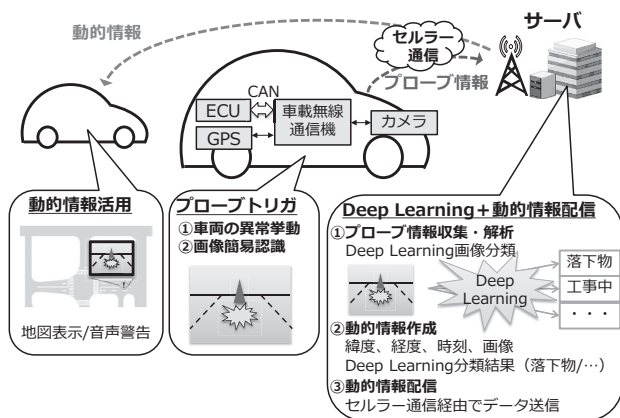 動的情報
セルラー
通信
プローブ情報
サーバ
CAN
ECU
GPS
車載無線
通信機
カメラ
動的情報活用
!
地図表示/音声警告
プローブトリガ
①車両の異常挙動
②画像簡易認識
Deep Learning＋動的情報配信
①プローブ情報収集・解析
Deep Learning画像分類
Deep
Learning
落下物
工事中
・・・
②動的情報作成
緯度、経度、時刻、画像
Deep Learning分類結果（落下物/…）
③動的情報配信
セルラー通信経由でデータ送信